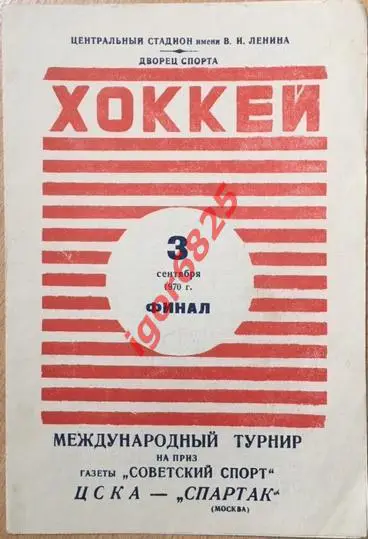 ЦЕНТРАЛЬНЫЙ СТАДИОН имени В. И. ЛЕНИНА
ДВОРЕЦ СПОРТА
ХОККЕЙ
3
сентября
1970 г.
ФИНАЛ
igor6825
МЕЖДУНАРОДНЫЙ ТУРНИР
НА ПРИЗ
ГАЗЕТЫ „СОВЕТСКИЙ СПОРТ"
ЦСКА — „СПАРТАК"
(МОСКВА)